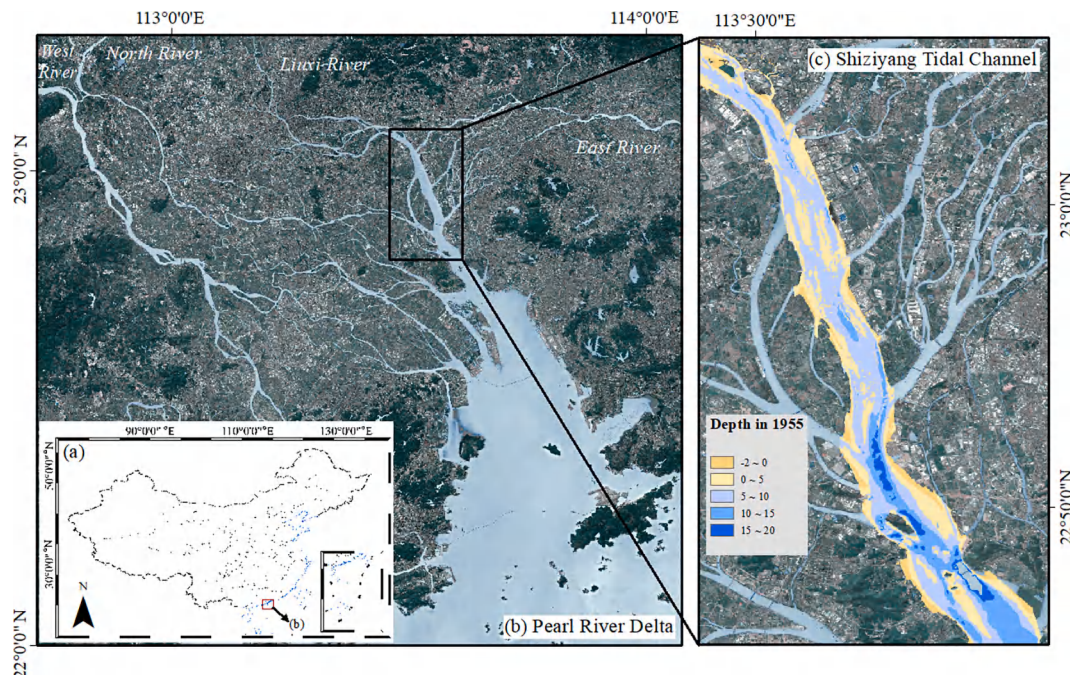 113°0'0"E
114°0'0"E
113°30'0"E
West
River
North River
Liuxi-River
East River
23°0'0" N
22°0'0" N
(c) Shiziyang Tidal Channel
23°0'0"N
22°50'0"N
Depth in 1955
-2 ~ 0
0 ~ 5
5 ~ 10
10 ~ 15
15 ~ 20
(a)
90°0'0" E
110°0'0"E
130°0'0"E
50°0'0"N
30°0'0"N
N
(b)
(b) Pearl River Delta